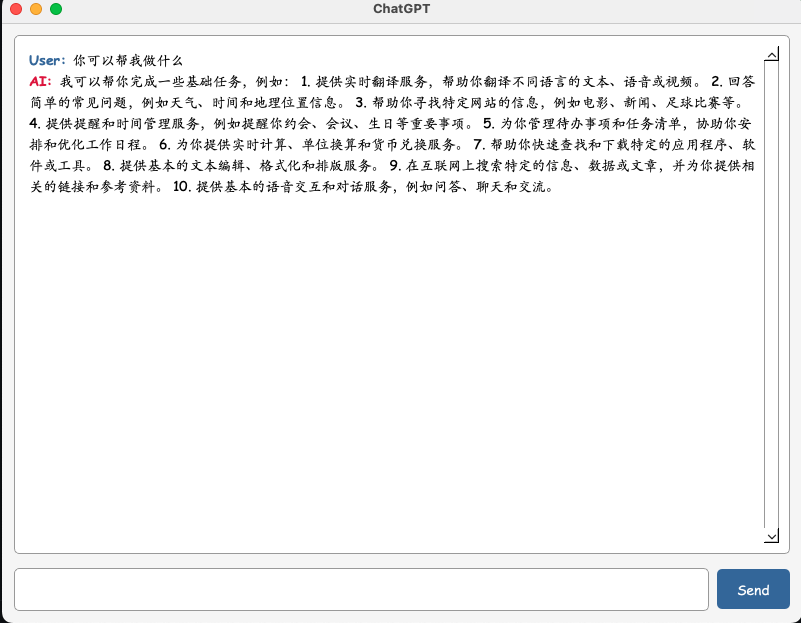 ChatGPT
User: 你可以帮我做什么
AI: 我可以帮你完成一些基础任务，例如： 1. 提供实时翻译服务，帮助你翻译不同语言的文本、语音或视频。 2. 回答
简单的常见问题，例如天气、时间和地理位置信息。 3. 帮助你寻找特定网站的信息，例如电影、新闻、足球比赛等。
4. 提供提醒和时间管理服务，例如提醒你约会、会议、生日等重要事项。 5. 为你管理待办事项和任务清单，协助你安
排和优化工作日程。 6. 为你提供实时计算、单位换算和货币兑换服务。 7. 帮助你快速查找和下载特定的应用程序、软
件或工具。 8. 提供基本的文本编辑、格式化和排版服务。 9. 在互联网上搜索特定的信息、数据或文章，并为你提供相
关的链接和参考资料。 10. 提供基本的语音交互和对话服务，例如问答、聊天和交流。
Send